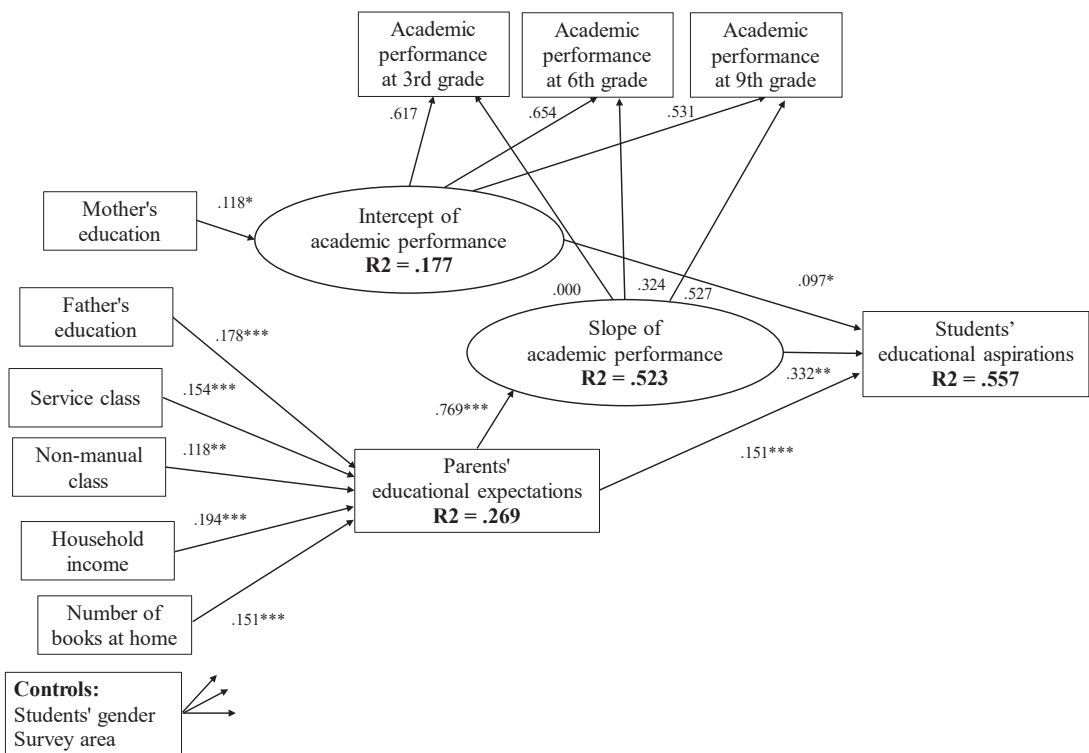 Academic
performance
at 3rd grade
Academic
performance
at 6th grade
Academic
performance
at 9th grade
.617
.654
.531
Mother's
education
.118*
Intercept of
academic performance
R2 = .177
.000
.324
.527
.097*
Father's
education
.178***
Slope of
academic performance
R2 = .523
Students’
educational aspirations
R2 = .557
.332**
Service class
.154***
.769***
Non-manual
class
.118**
Parents'
educational expectations
R2 = .269
.151***
Household
income
.194***
Number of
books at home
.151***
Controls:
Students' gender
Survey area